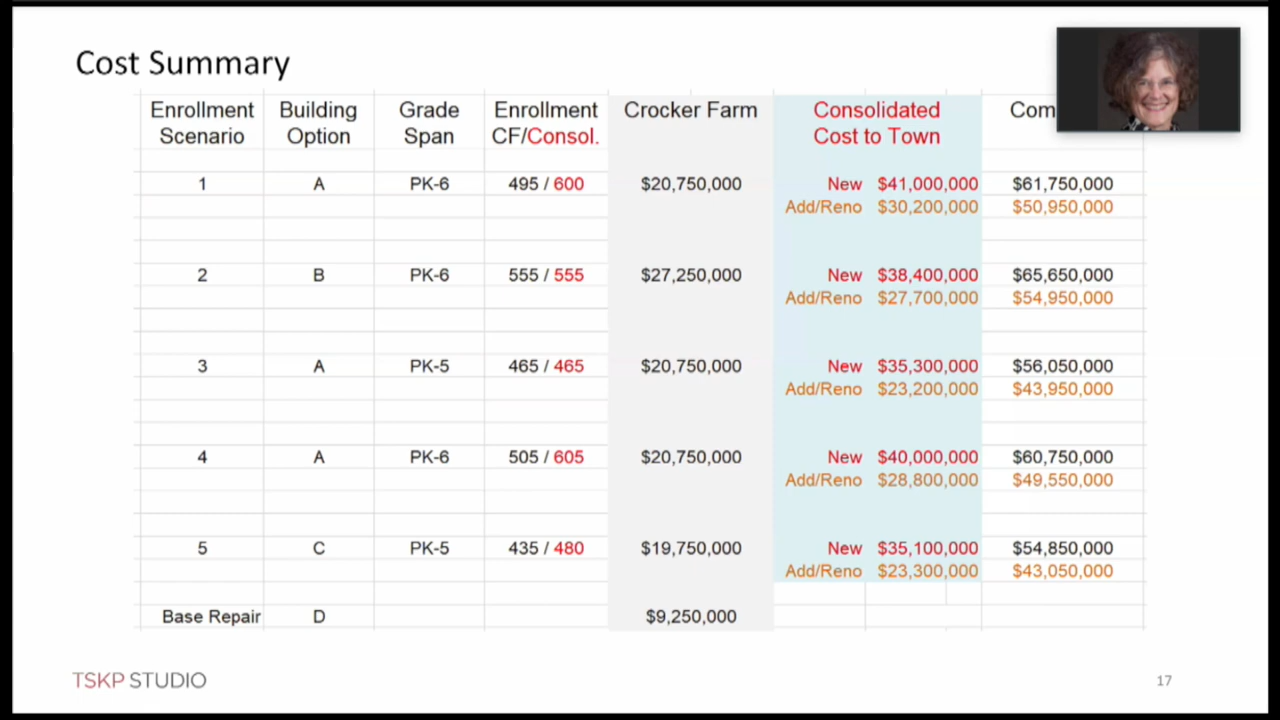 Cost Summary
Enrollment Building Grade Enrollment Crocker Farm Consolidated
Scenario Option Span CF/Consol. Cost to Town
1 A PK-6 495 / 600 $20,750,000 New $41,000,000 $61,750,000
Add/Reno $30,200,000 $50,950,000
2 B PK-6 555 / 555 $27,250,000 New $38,400,000 $65,650,000
Add/Reno $27,700,000 $54,950,000
3 A PK-5 465 / 465 $20,750,000 New $35,300,000 $56,050,000
Add/Reno $23,200,000 $43,950,000
4 A PK-6 505 / 605 $20,750,000 New $40,000,000 $60,750,000
Add/Reno $28,800,000 $49,550,000
5 C PK-5 435 / 480 $19,750,000 New $35,100,000 $54,850,000
Add/Reno $23,300,000 $43,050,000
Base Repair D $9,250,000
TSKP STUDIO 17